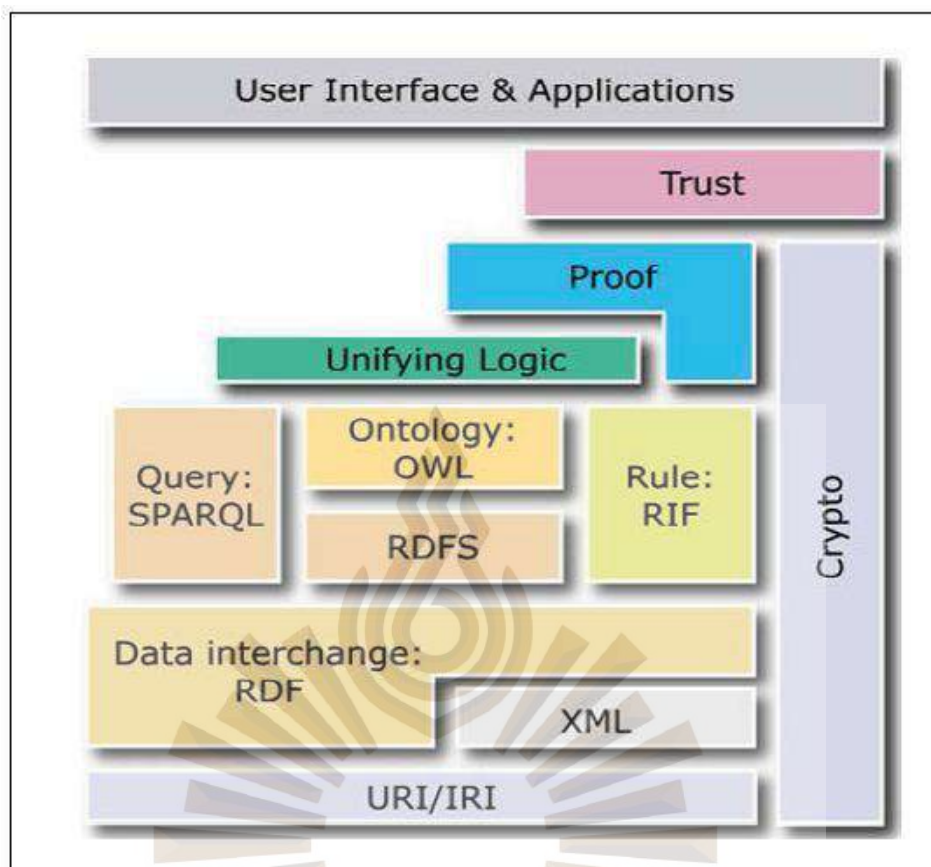 User Interface & Applications
Trust
Proof
Unifying Logic
Query:
SPARQL
Ontology:
OWL
RDFS
Rule:
RIF
Crypto
Data interchange:
RDF
XML
URI/IRI